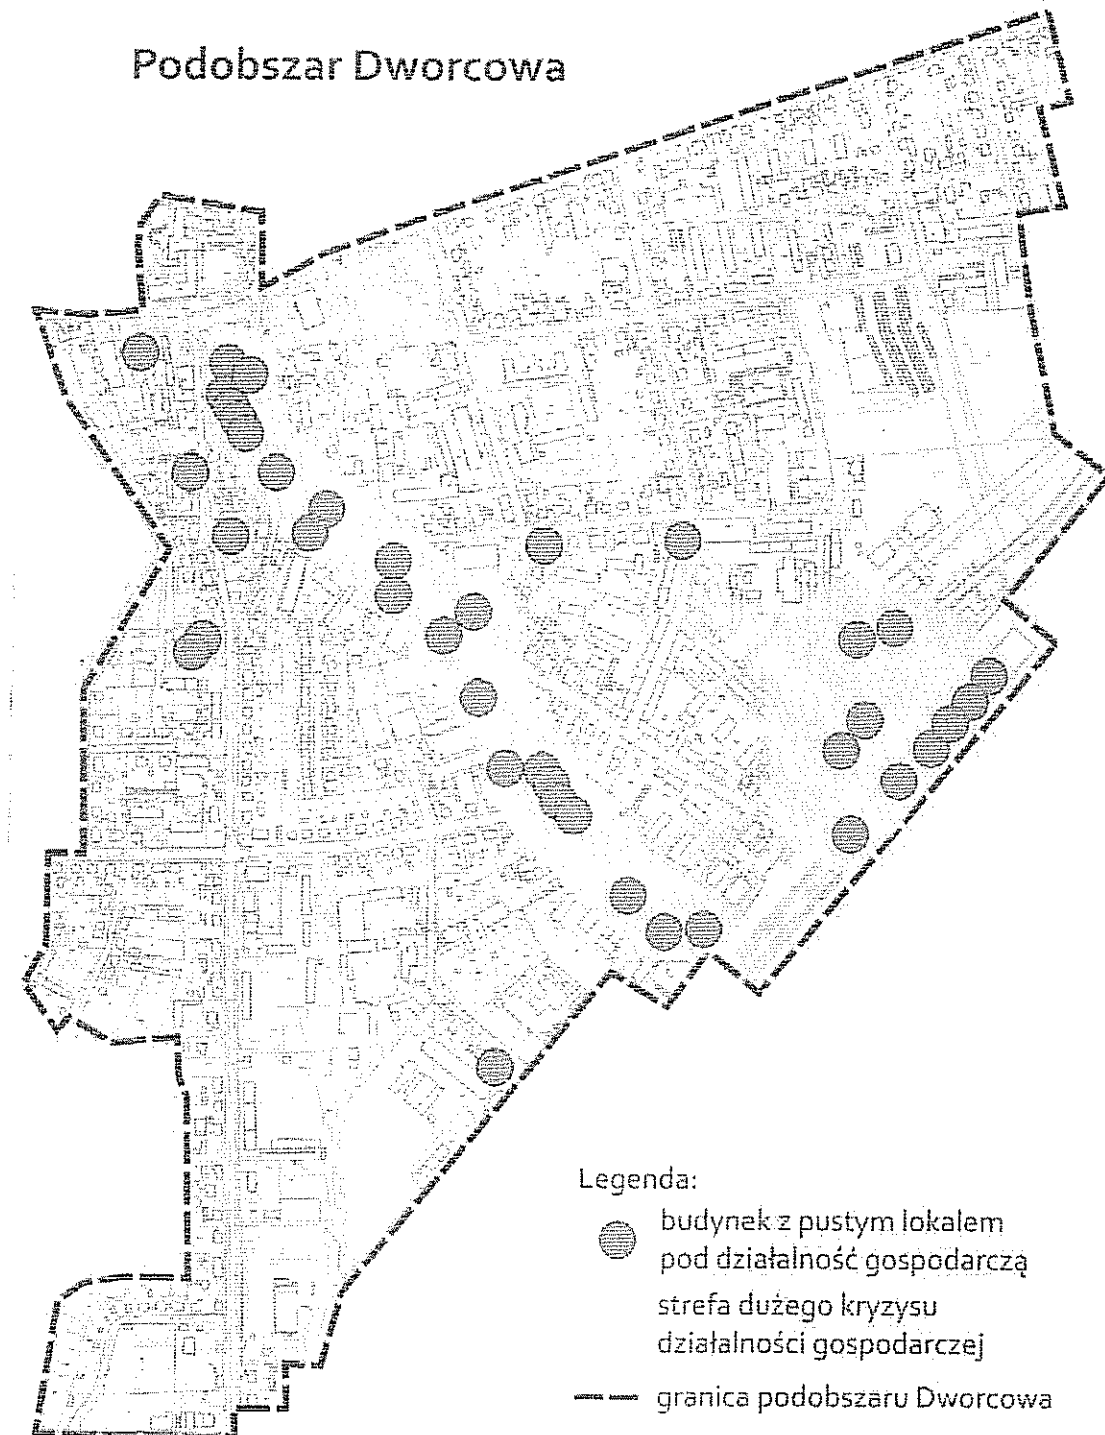 Podobszar Dworcowa
Legenda:
budynek z pustym lokalem
pod działalność gospodarczą
strefa dużego kryzysu
działalności gospodarczej
granica podobszaru Dworcowa